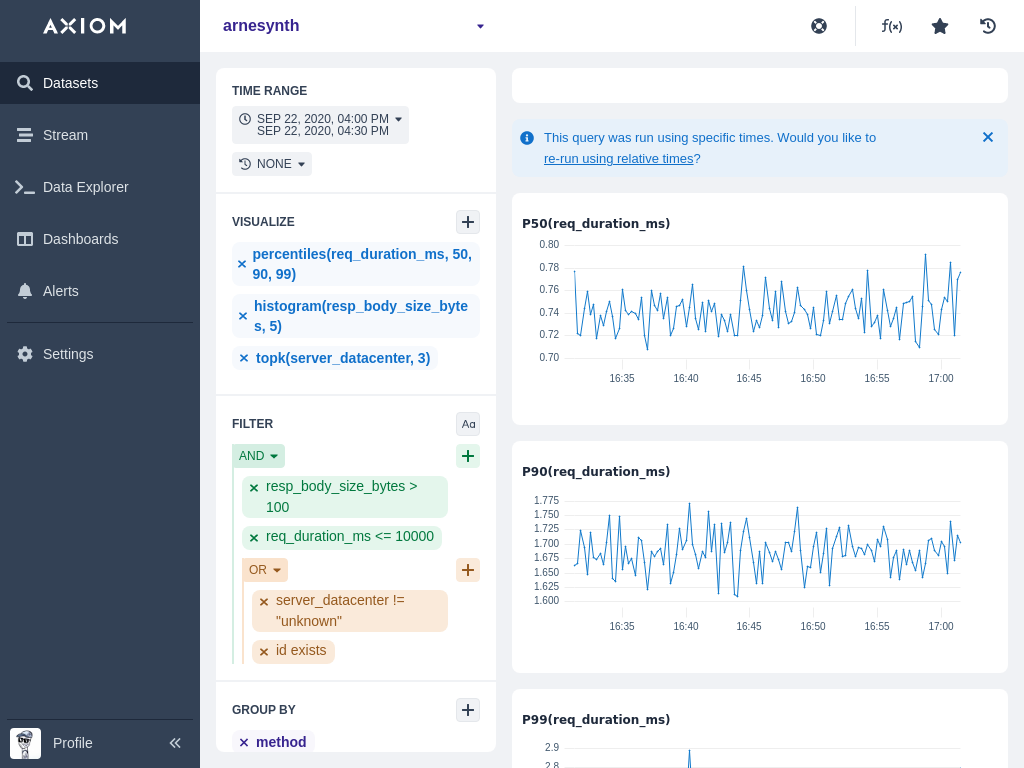 AXIOM
Datasets
Stream
Data Explorer
Dashboards
Alerts
Settings
Profile
arnesynth
f(x)
TIME RANGE
SEP 22, 2020, 04:00 PM
SEP 22, 2020, 04:30 PM
NONE
VISUALIZE
percentiles(req_duration_ms, 50,
90, 99)
histogram(resp_body_size_byte
s, 5)
topk(server_datacenter, 3)
FILTER
Aa
AND
resp_body_size_bytes >
100
req_duration_ms <= 10000
OR
server_datacenter !=
"unknown"
id exists
GROUP BY
method
This query was run using specific times. Would you like to
re-run using relative times?
P50(req_duration_ms)
0.80
0.78
0.76
0.74
0.72
0.70
16:35 16:40 16:45 16:50 16:55 17:00
P90(req_duration_ms)
1.775
1.750
1.725
1.700
1.675
1.650
1.625
1.600
16:35 16:40 16:45 16:50 16:55 17:00
P99(req_duration_ms)
2.9
2.8